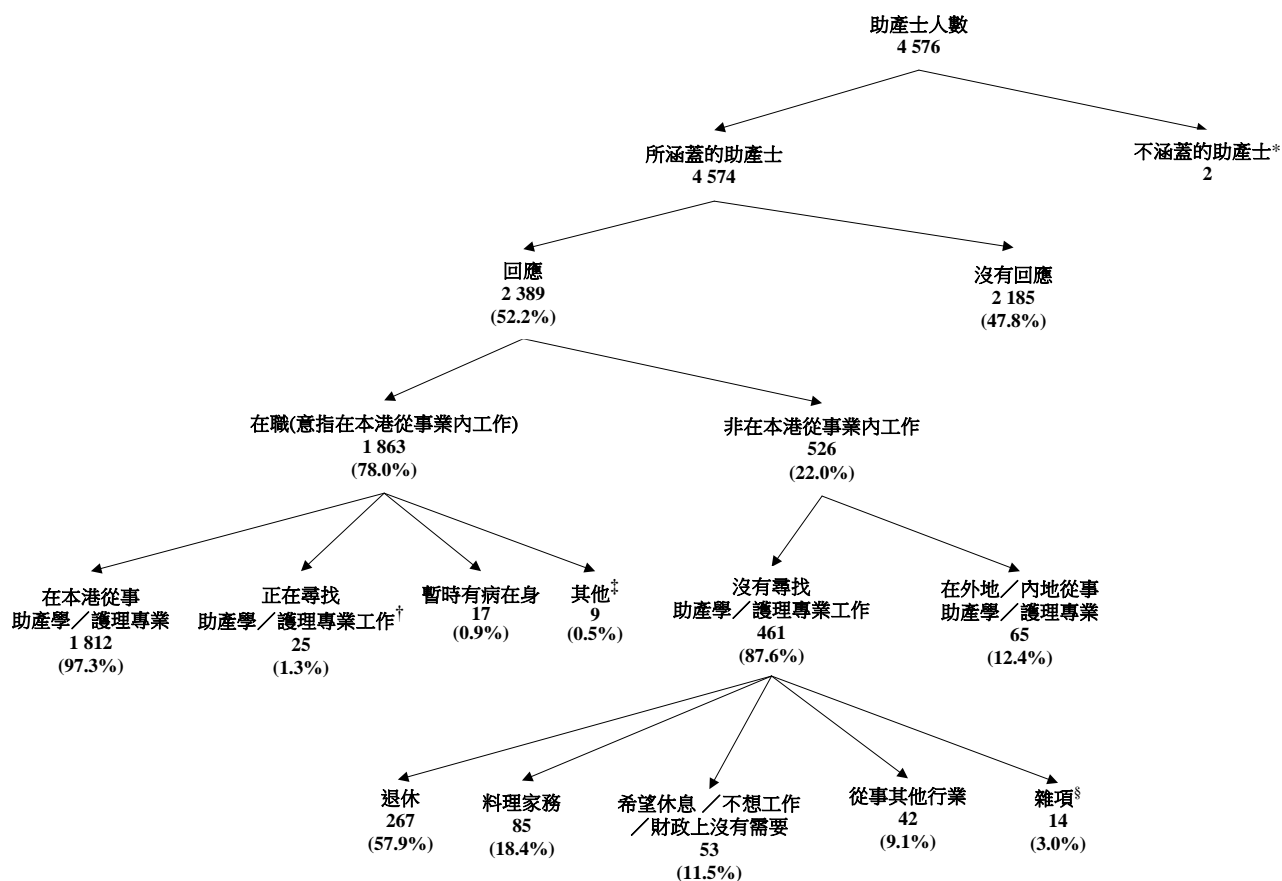 助產士人數
4 576
所涵蓋的助產士
4 574
不涵蓋的助產士*
2
回應
2 389
(52.2%)
沒有回應
2 185
(47.8%)
在職(意指在本港從事業內工作)
1 863
(78.0%)
非在本港從事業內工作
526
(22.0%)
在本港從事
助產學／護理專業
1 812
(97.3%)
正在尋找
助產學／護理專業工作†
25
(1.3%)
暫時有病在身
17
(0.9%)
其他‡
9
(0.5%)
沒有尋找
助產學／護理專業工作
461
(87.6%)
在外地／內地從事
助產學／護理專業
65
(12.4%)
退休
267
(57.9%)
料理家務
85
(18.4%)
希望休息 ／不想工作
／財政上沒有需要
53
(11.5%)
從事其他行業
42
(9.1%)
雜項§
14
(3.0%)